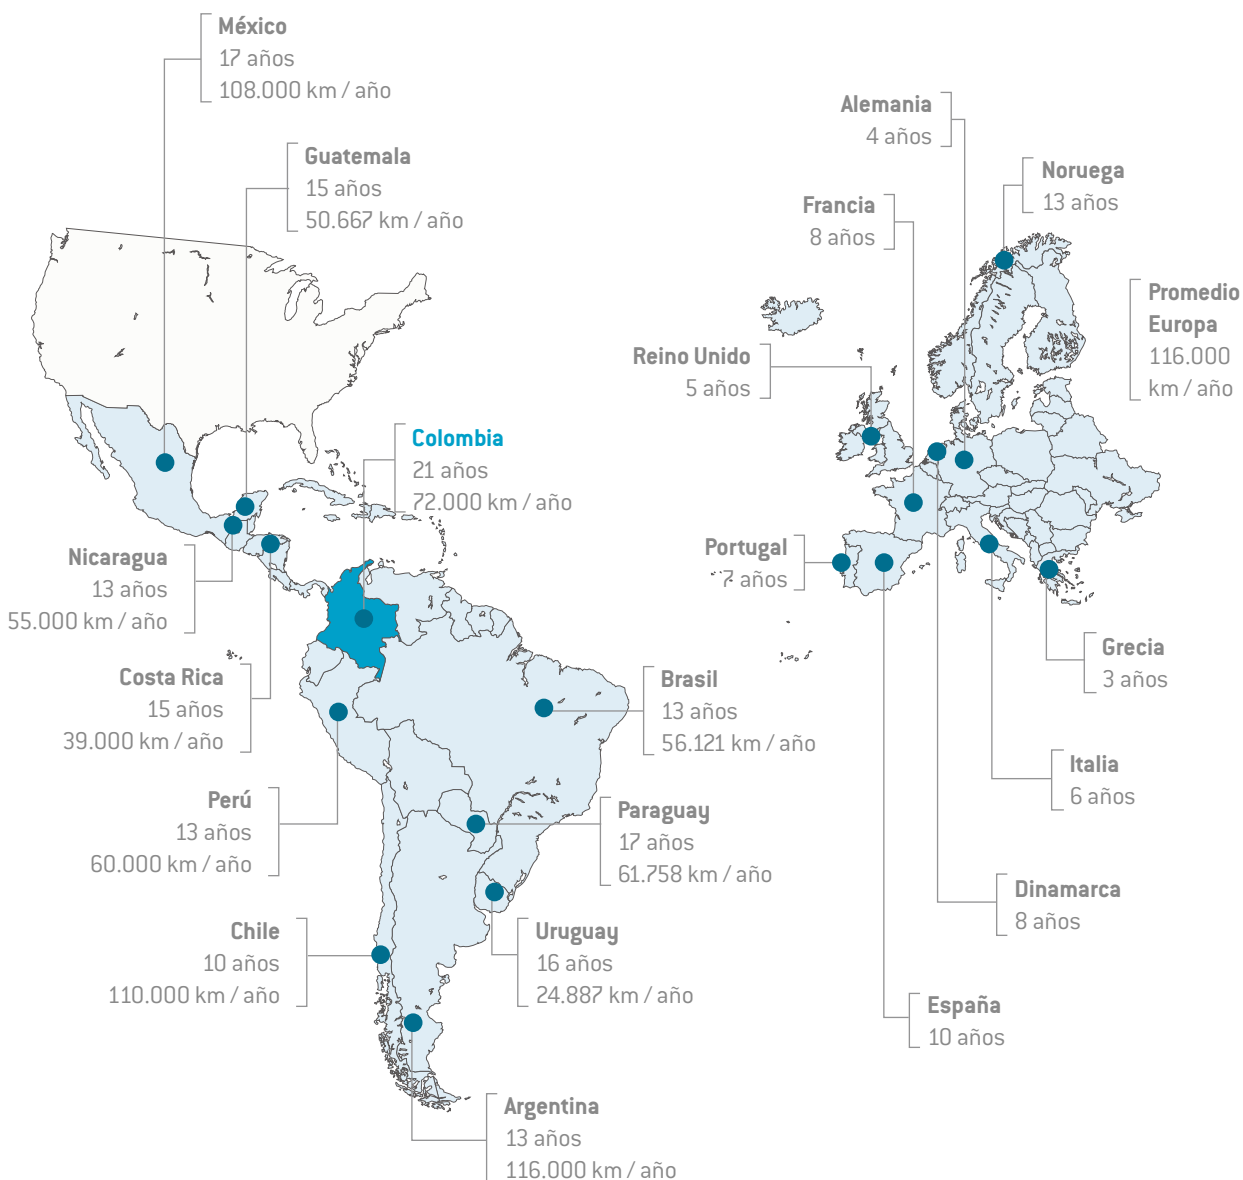 México
17 años
108.000 km / año
Guatemala
15 años
50.667 km / año
Colombia
21 años
72.000 km / año
Nicaragua
13 años
55.000 km / año
Costa Rica
15 años
39.000 km / año
Perú
13 años
60.000 km / año
Chile
10 años
110.000 km / año
Brasil
13 años
56.121 km / año
Paraguay
17 años
61.758 km / año
Uruguay
16 años
24.887 km / año
Argentina
13 años
116.000 km / año
Alemania
4 años
Noruega
13 años
Francia
8 años
Promedio
Europa
116.000
km / año
Reino Unido
5 años
Portugal
7 años
Grecia
3 años
Italia
6 años
Dinamarca
8 años
España
10 años